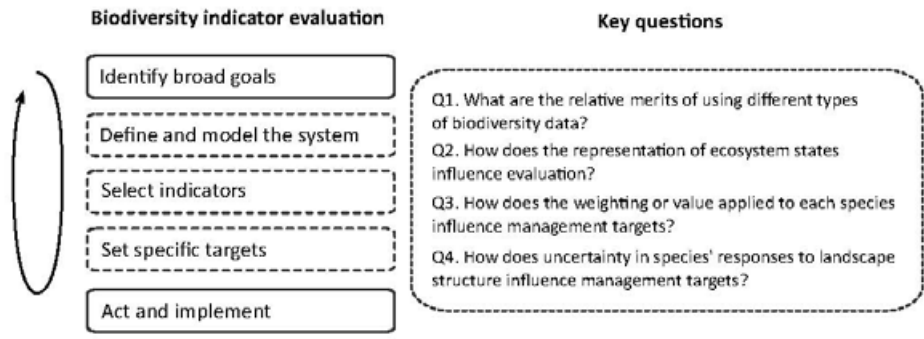 Biodiversity indicator evaluation
Identify broad goals
Define and model the system
Select indicators
Set specific targets
Act and implement
Key questions
Q1. What are the relative merits of using different types
of biodiversity data?
Q2. How does the representation of ecosystem states
influence evaluation?
Q3. How does the weighting or value applied to each species
influence management targets?
Q4. How does uncertainty in species' responses to landscape
structure influence management targets?